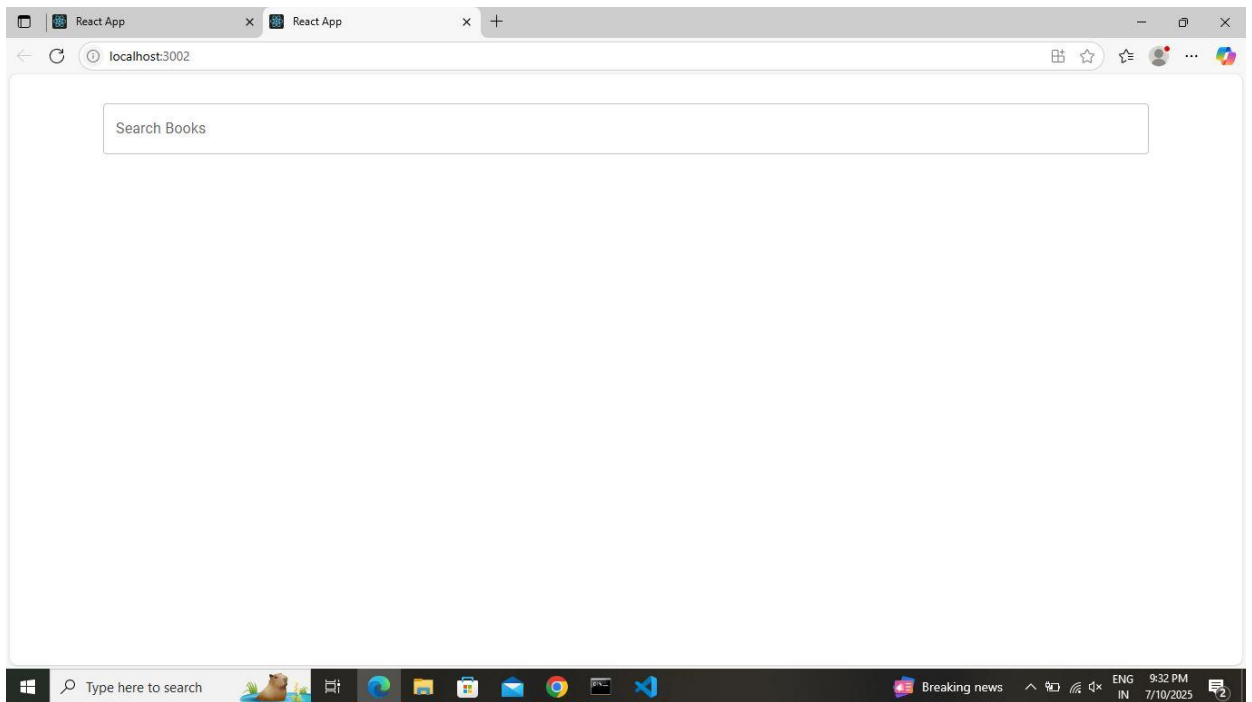 React App
React App
localhost:3002
Search Books
Type here to search
Breaking news
ENG
IN
9:32 PM
7/10/2025
2